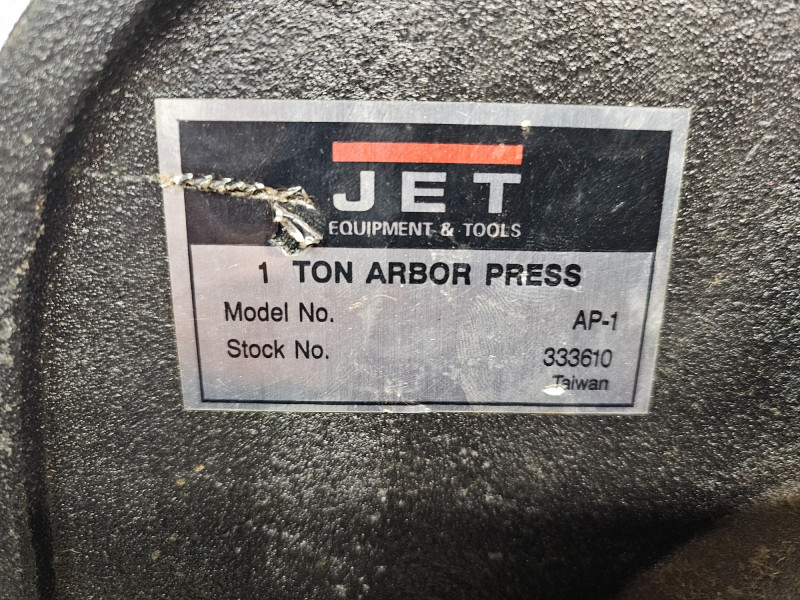 JET
EQUIPMENT & TOOLS
1 TON ARBOR PRESS
Model No. AP-1
Stock No. 333610
Taiwan